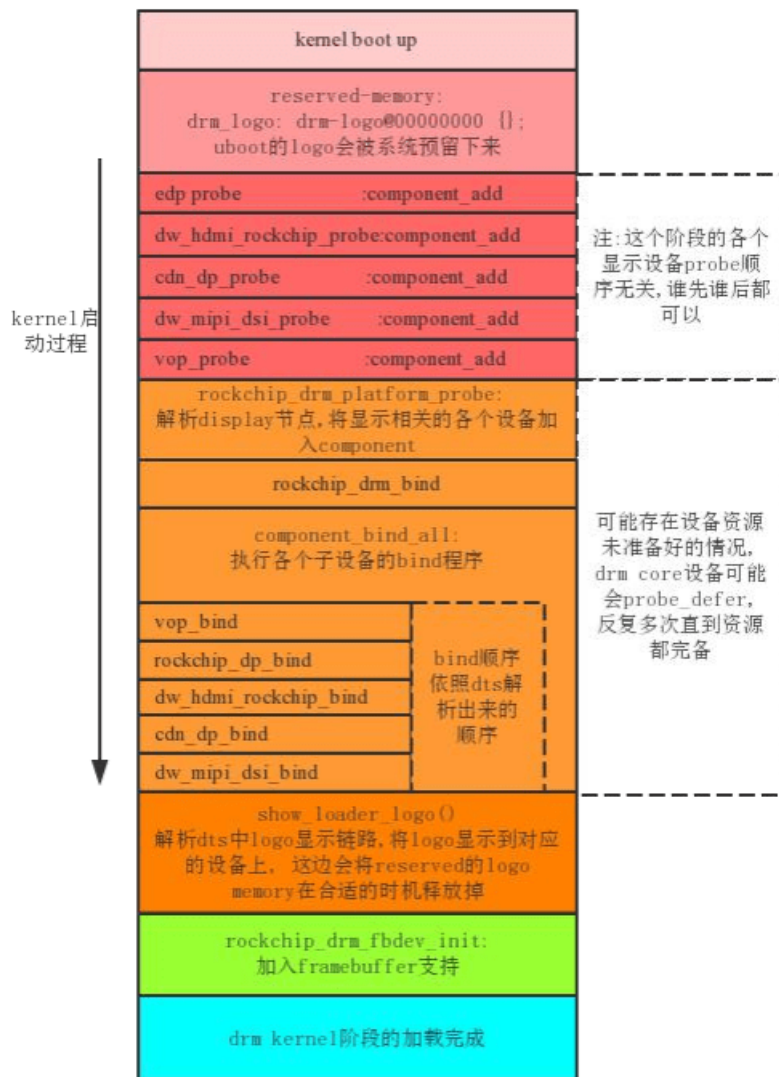 kernel boot up
reserved-memory:
drm_logo: drm-logo@00000000 {};
uboot的logo会被系统预留下来
edp probe :component_add
dw_hdmi_rockchip_probe:component_add
cdn_dp_probe :component_add
dw_mipi_dsi_probe :component_add
vop_probe :component_add
注:这个阶段的各个
显示设备probe顺
序无关,谁先谁后都
可以
kernel启
动过程
rockchip_drm_platform_probe:
解析display节点,将显示相关的各个设备加
入component
rockchip_drm_bind
component_bind_all:
执行各个子设备的bind程序
vop_bind
rockchip_dp_bind
dw_hdmi_rockchip_bind
cdn_dp_bind
dw_mipi_dsi_bind
bind顺序
依照dts解
析出来的
顺序
可能存在设备资源
未准备好的情况,
drm core设备可能
会probe_defer,
反复多次直到资源
都完备
show_loader_logo()
解析dts中logo显示链路,将logo显示到对应
的设备上, 这边会将reserved的logo
memory在合适的时机释放掉
rockchip_drm_fbdev_init:
加入framebuffer支持
drm kernel阶段的加载完成